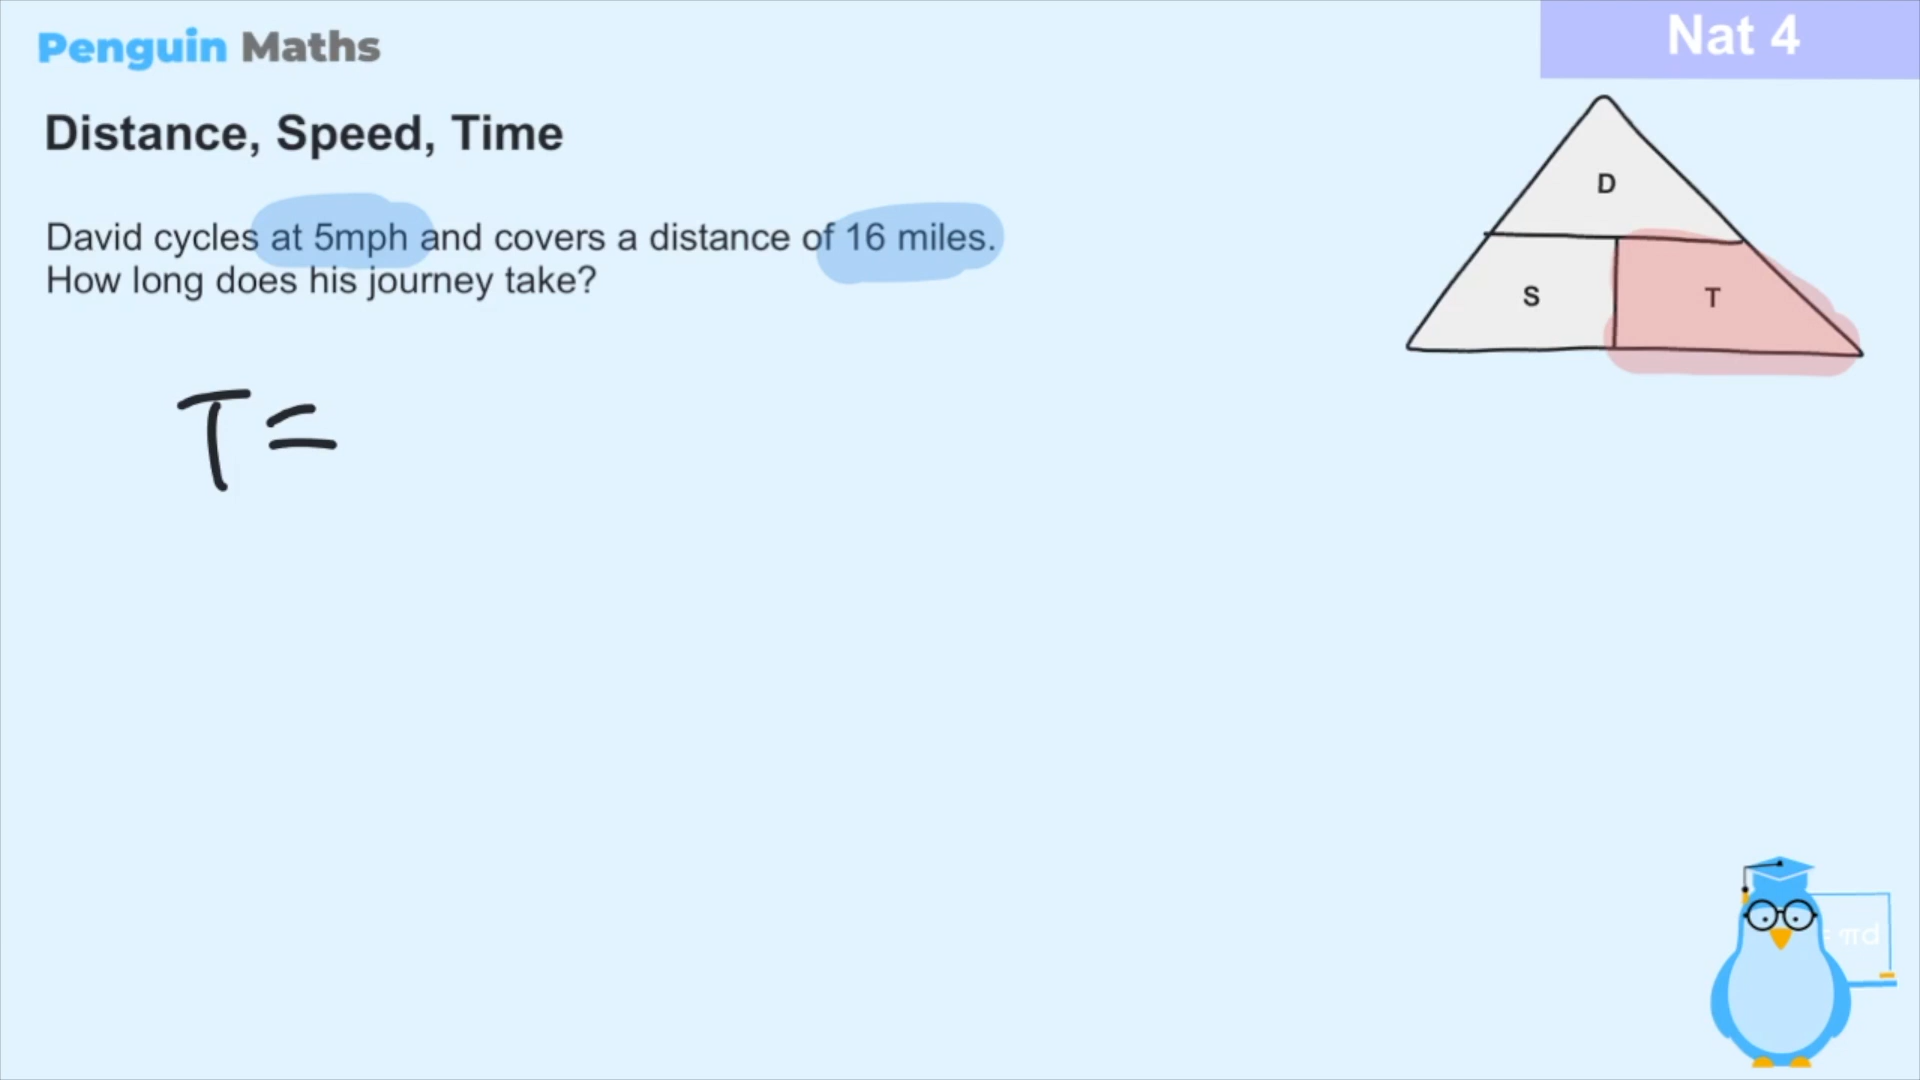 Penguin Maths
Nat 4
Distance, Speed, Time
David cycles at 5mph and covers a distance of 16 miles.
How long does his journey take?
D
S T
T=
= πd